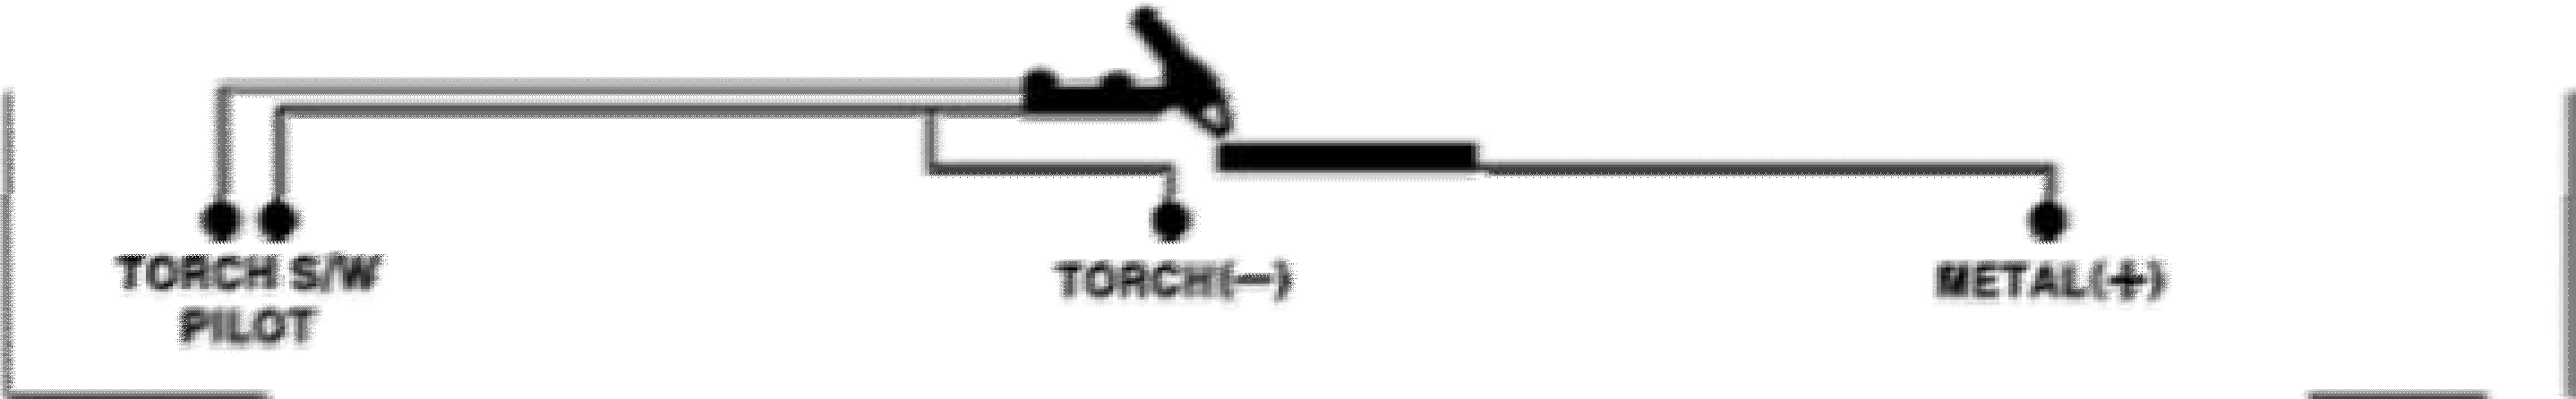 TORCH S/W
PILOT
TORCH(−)
METAL(+)